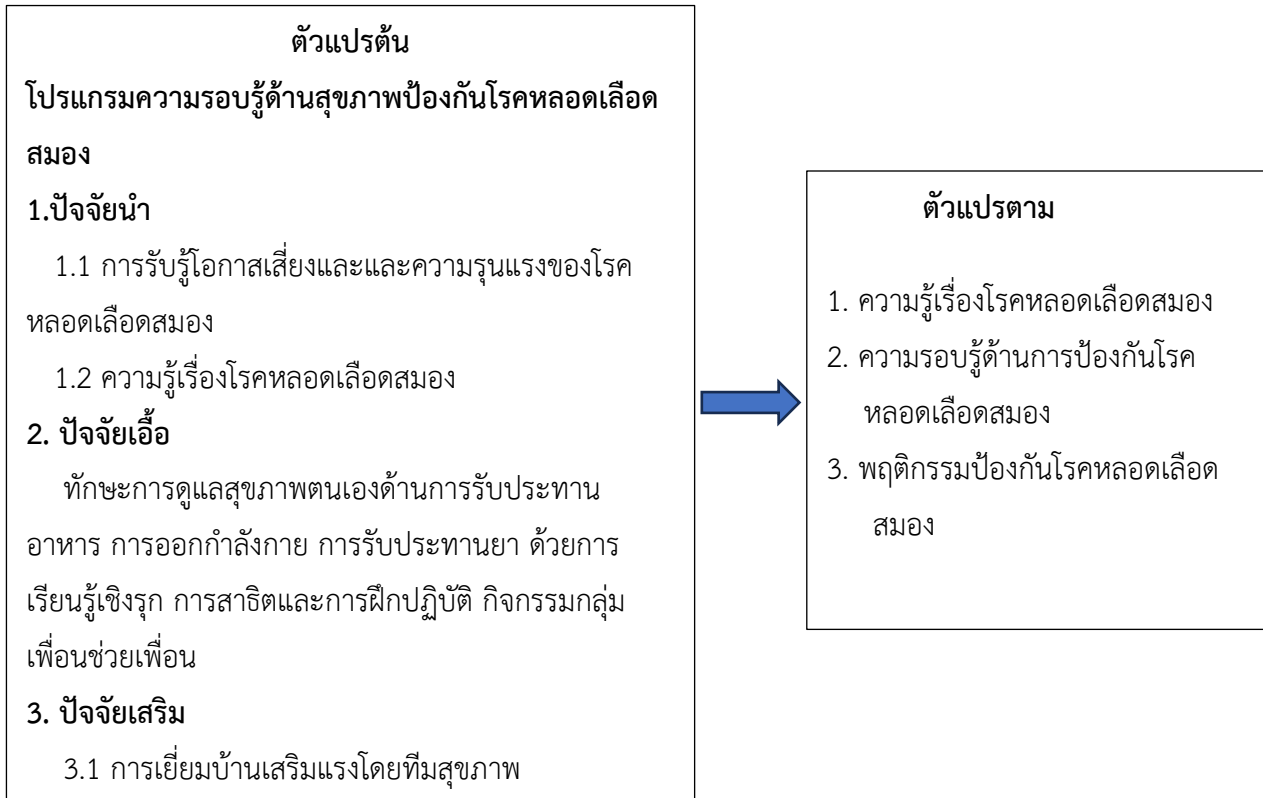 ตัวแปรต้น
โปรแกรมความรอบรู้ด้านสุขภาพป้องกันโรคหลอดเลือด
สมอง
1.ปัจจัยนำ
1.1 การรับรู้โอกาสเสี่ยงและและความรุนแรงของโรค
หลอดเลือดสมอง
1.2 ความรู้เรื่องโรคหลอดเลือดสมอง
2. ปัจจัยเอื้อ
ทักษะการดูแลสุขภาพตนเองด้านการรับประทาน
อาหาร การออกกำลังกาย การรับประทานยา ด้วยการ
เรียนรู้เชิงรุก การสาธิตและการฝึกปฏิบัติ กิจกรรมกลุ่ม
เพื่อนช่วยเพื่อน
3. ปัจจัยเสริม
3.1 การเยี่ยมบ้านเสริมแรงโดยทีมสุขภาพ
ตัวแปรตาม
1. ความรู้เรื่องโรคหลอดเลือดสมอง
2. ความรอบรู้ด้านการป้องกันโรค
หลอดเลือดสมอง
3. พฤติกรรมป้องกันโรคหลอดเลือด
สมอง